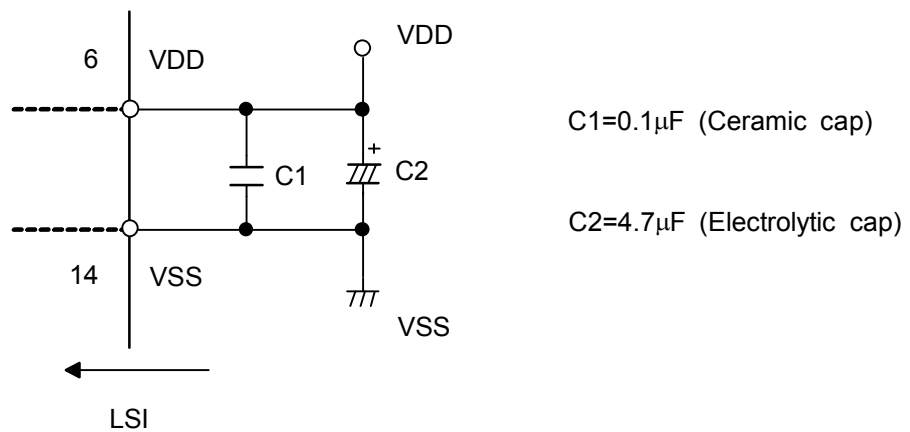 VDD
6 VDD
C1=0.1μF (Ceramic cap)
+
C1 C2
C2=4.7μF (Electrolytic cap)
14 VSS
VSS
LSI